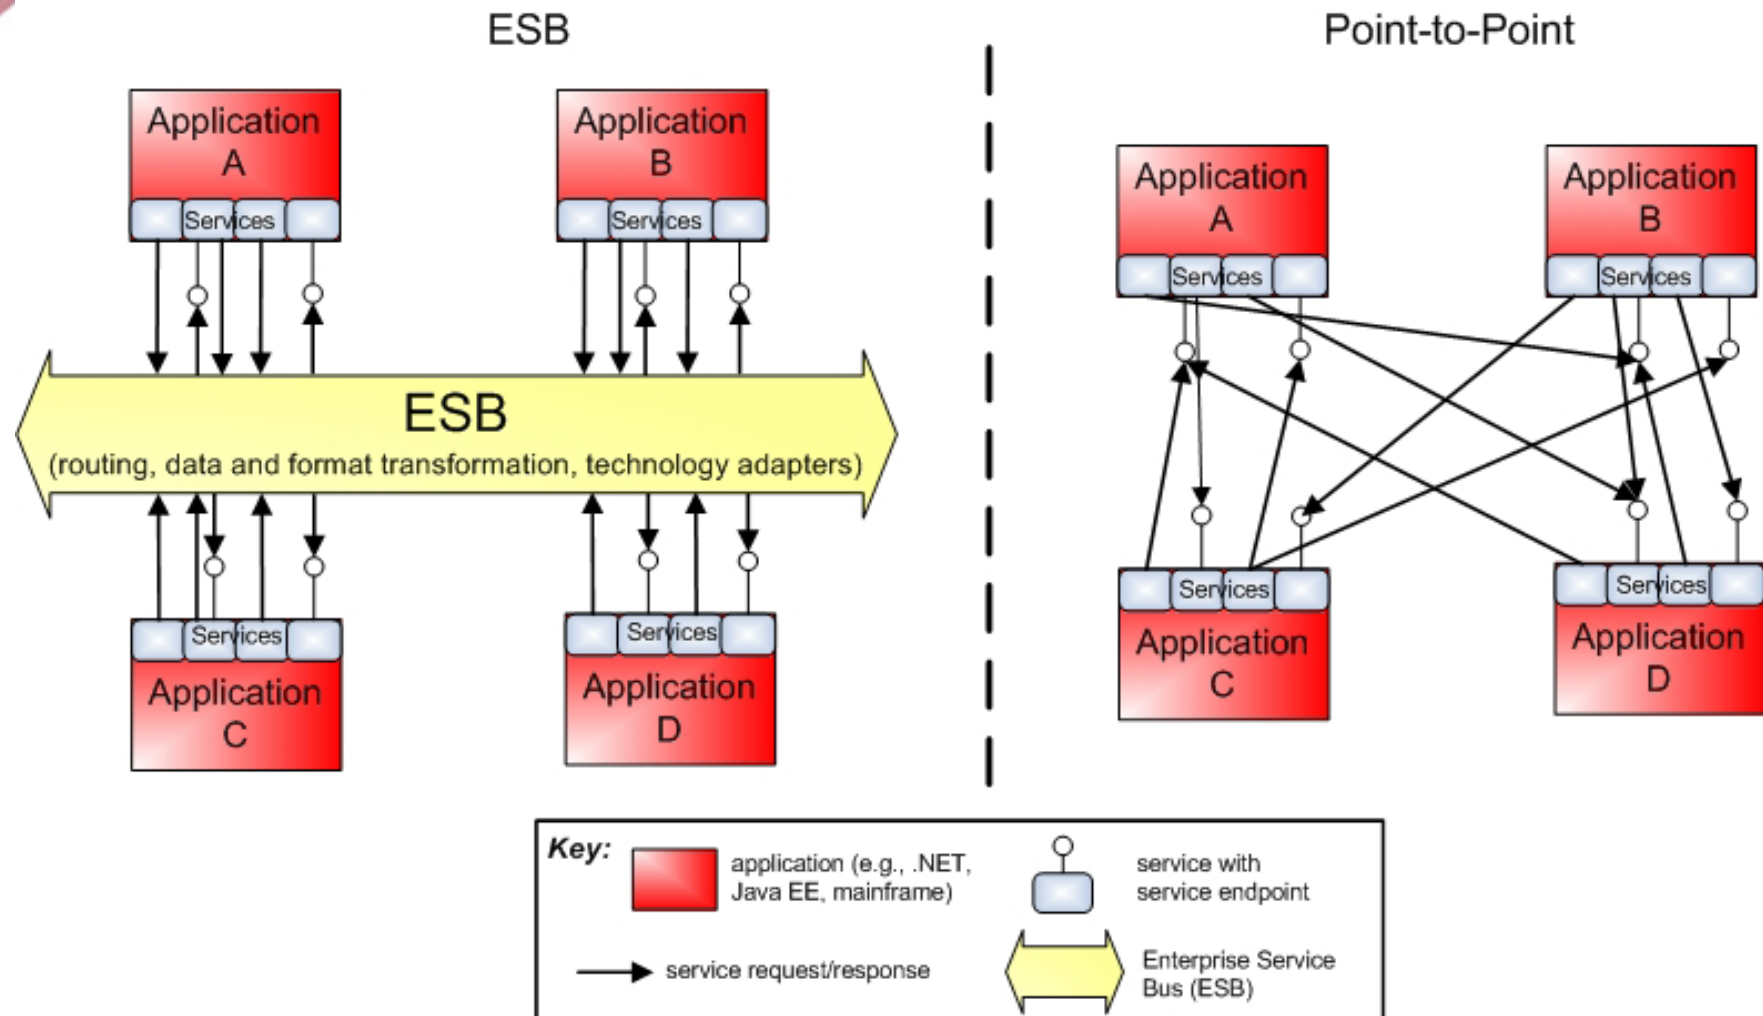 ESB
Point-to-Point
Application
A
Services
Application
B
Services
Application
A
Services
Application
B
Services
ESB
(routing, data and format transformation, technology adapters)
Services
Application
C
Services
Application
D
Services
Application
C
Services
Application
D
Key:
application (e.g., .NET,
Java EE, mainframe)
service with
service endpoint
service request/response
Enterprise Service
Bus (ESB)